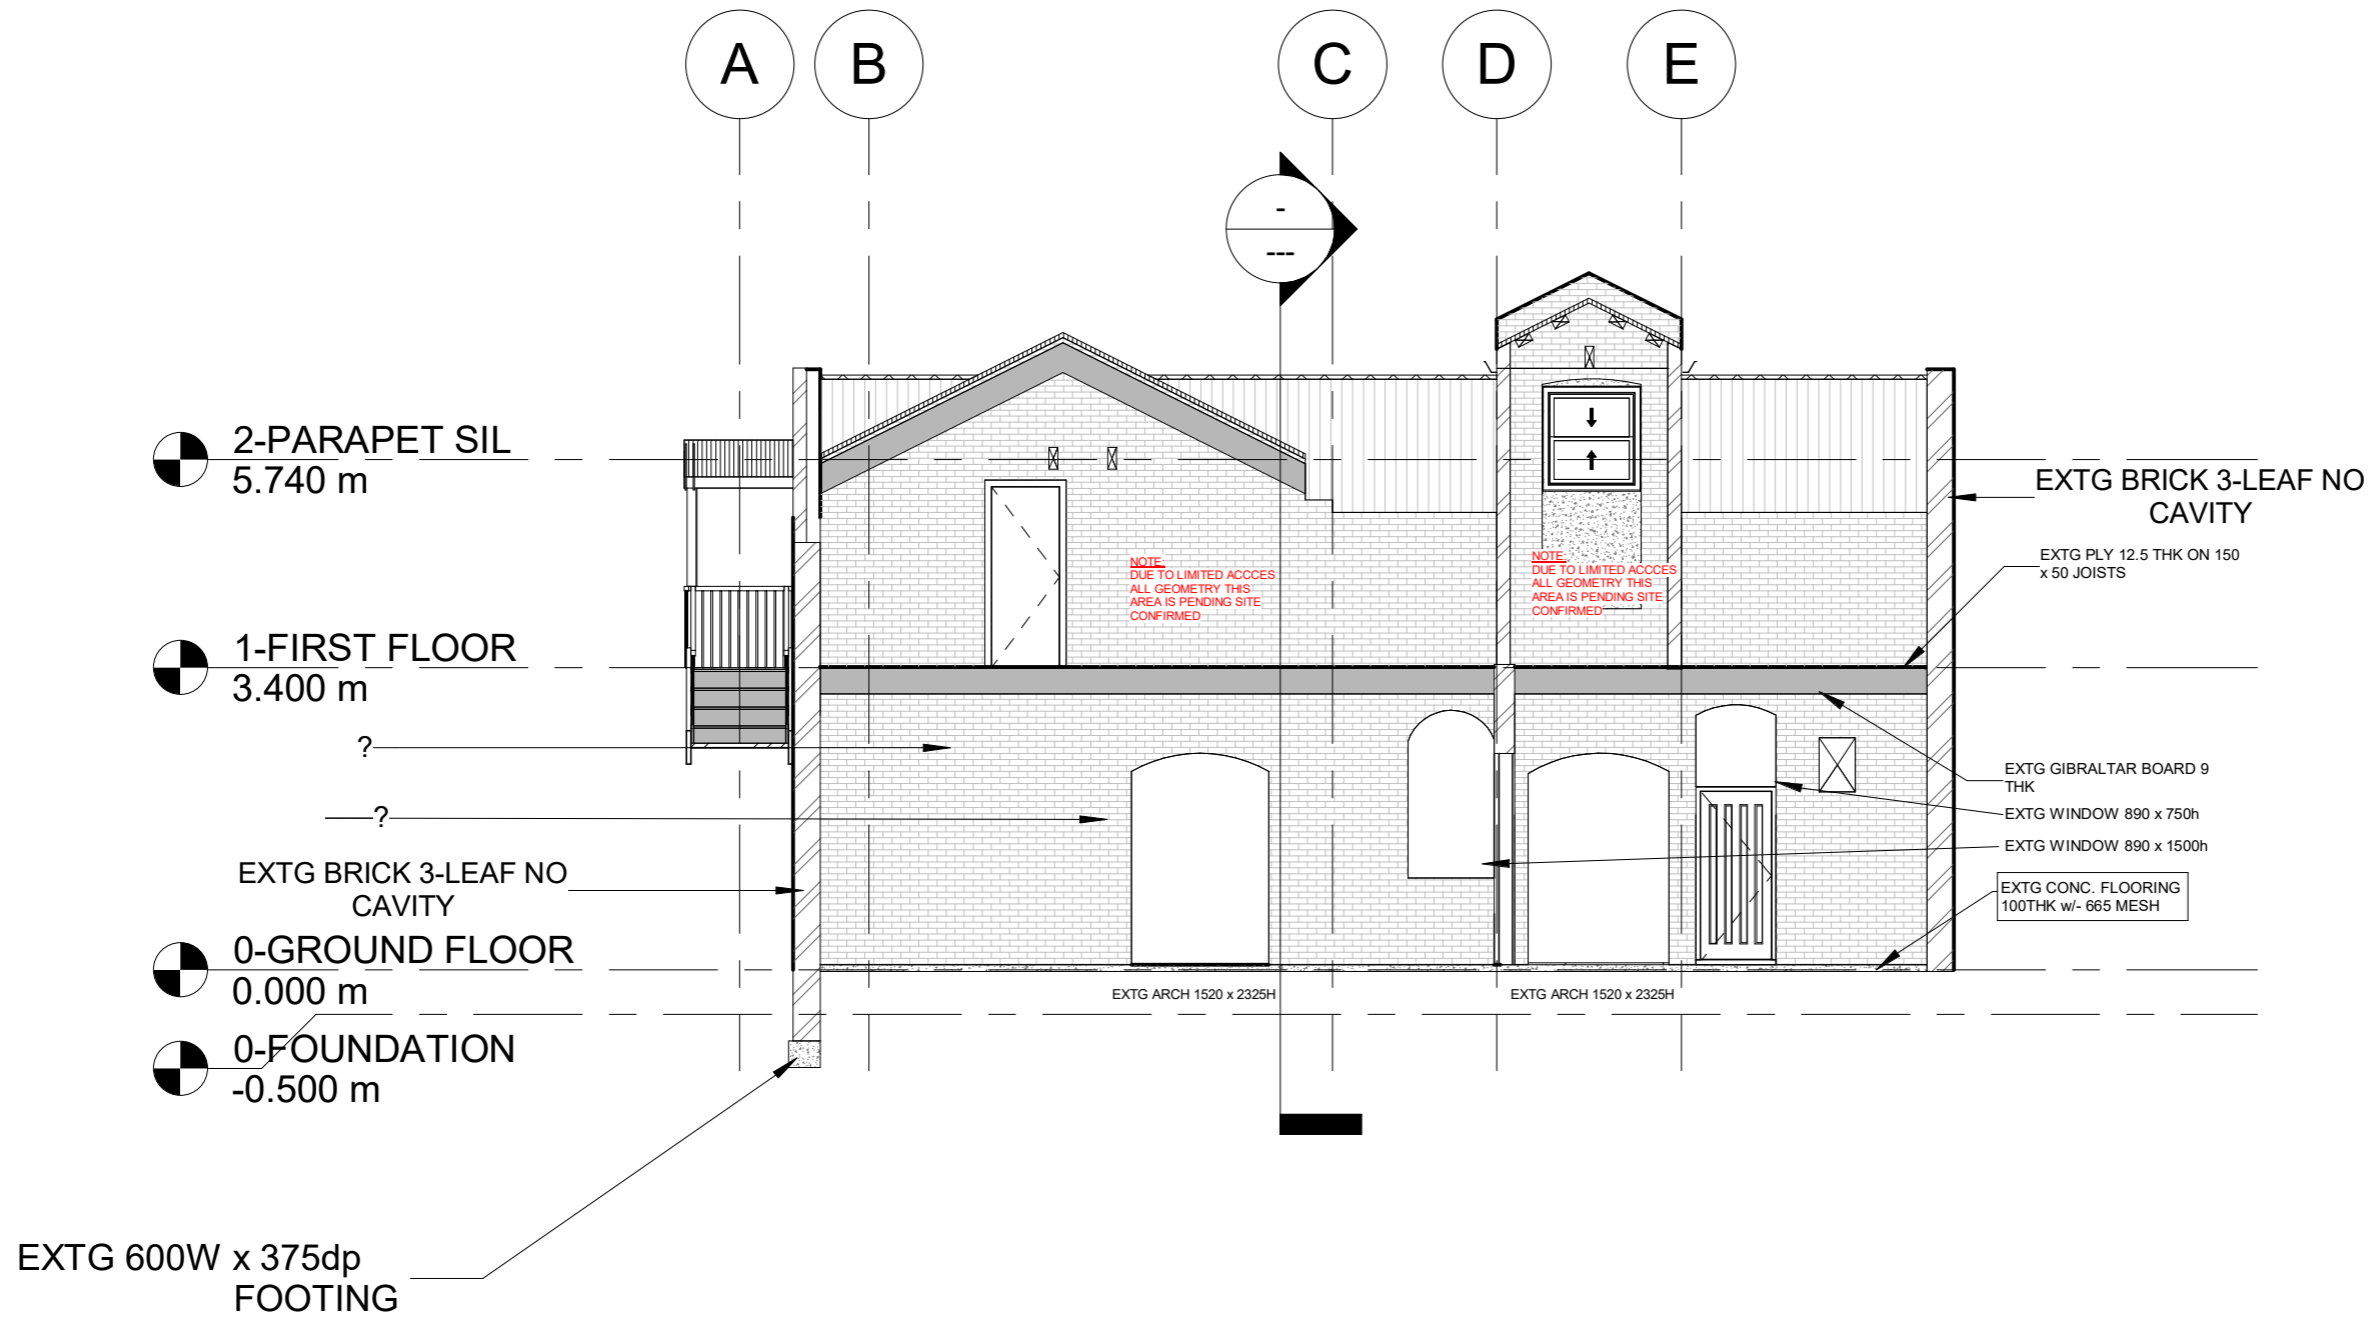 A B C D E
-
---
2-PARAPET SIL
5.740 m
EXTG BRICK 3-LEAF NO
CAVITY
EXTG PLY 12.5 THK ON 150
x 50 JOISTS
NOTE:
DUE TO LIMITED ACCCES
ALL GEOMETRY THIS
AREA IS PENDING SITE
CONFIRMED
NOTE:
DUE TO LIMITED ACCCES
ALL GEOMETRY THIS
AREA IS PENDING SITE
CONFIRMED
1-FIRST FLOOR
3.400 m
?
EXTG GIBRALTAR BOARD 9
THK
?
EXTG WINDOW 890 x 750h
EXTG WINDOW 890 x 1500h
EXTG BRICK 3-LEAF NO
CAVITY
EXTG CONC. FLOORING
100THK w/- 665 MESH
0-GROUND FLOOR
0.000 m
EXTG ARCH 1520 x 2325H
EXTG ARCH 1520 x 2325H
0-FOUNDATION
-0.500 m
EXTG 600W x 375dp
FOOTING